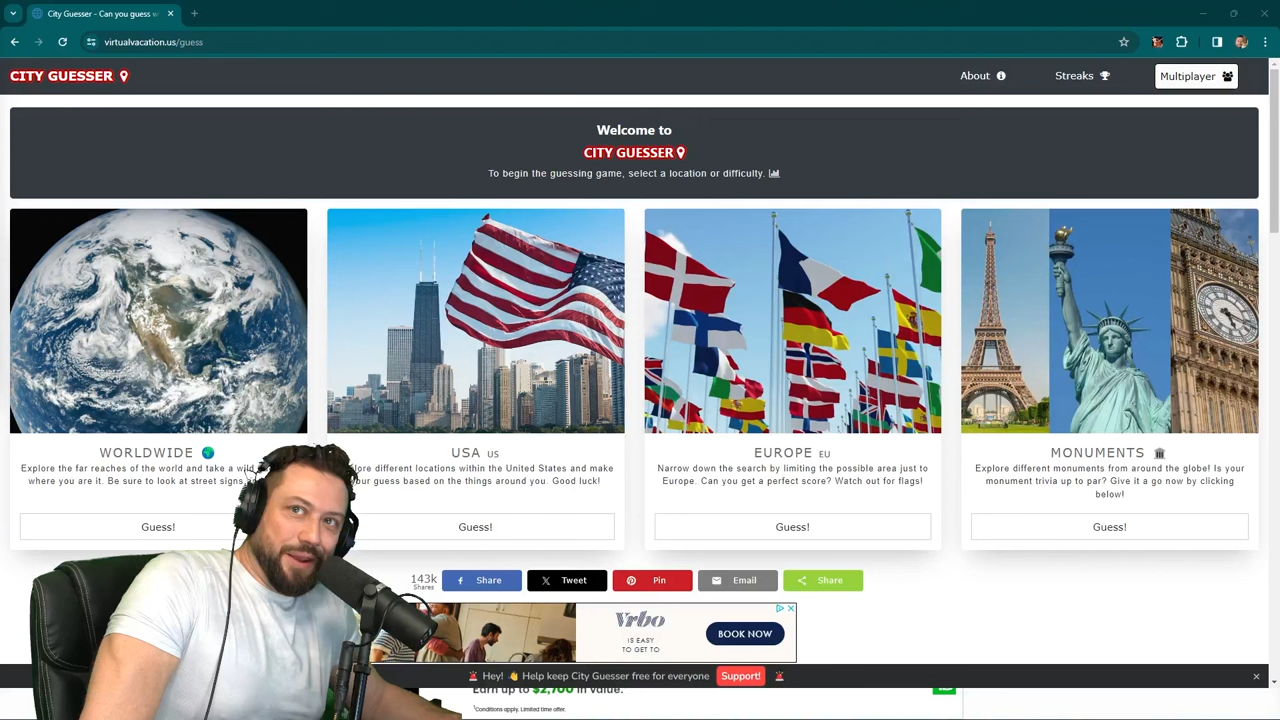 City Guesser - Can you guess w
virtualvacation.us/guess
CITY GUESSER
About
Streaks
Multiplayer
Welcome to
CITY GUESSER
To begin the guessing game, select a location or difficulty.
WORLDWIDE
Explore the far reaches of the world and take a wild
where you are it. Be sure to look at street signs
Guess!
USA US
lore different locations within the United States and make
your guess based on the things around you. Good luck!
Guess!
EUROPE EU
Narrow down the search by limiting the possible area just to
Europe. Can you get a perfect score? Watch out for flags!
Guess!
MONUMENTS
Explore different monuments from around the globe! Is your
monument trivia up to par? Give it a go now by clicking
below!
Guess!
143k
Shares
Share
Tweet
Pin
Email
Share
Vrbo
IS EASY
TO GET TO
BOOK NOW
Hey! 👋 Help keep City Guesser free for everyone
Support!
Earn up to $2,700 in value.
¹Conditions apply. Limited time offer.